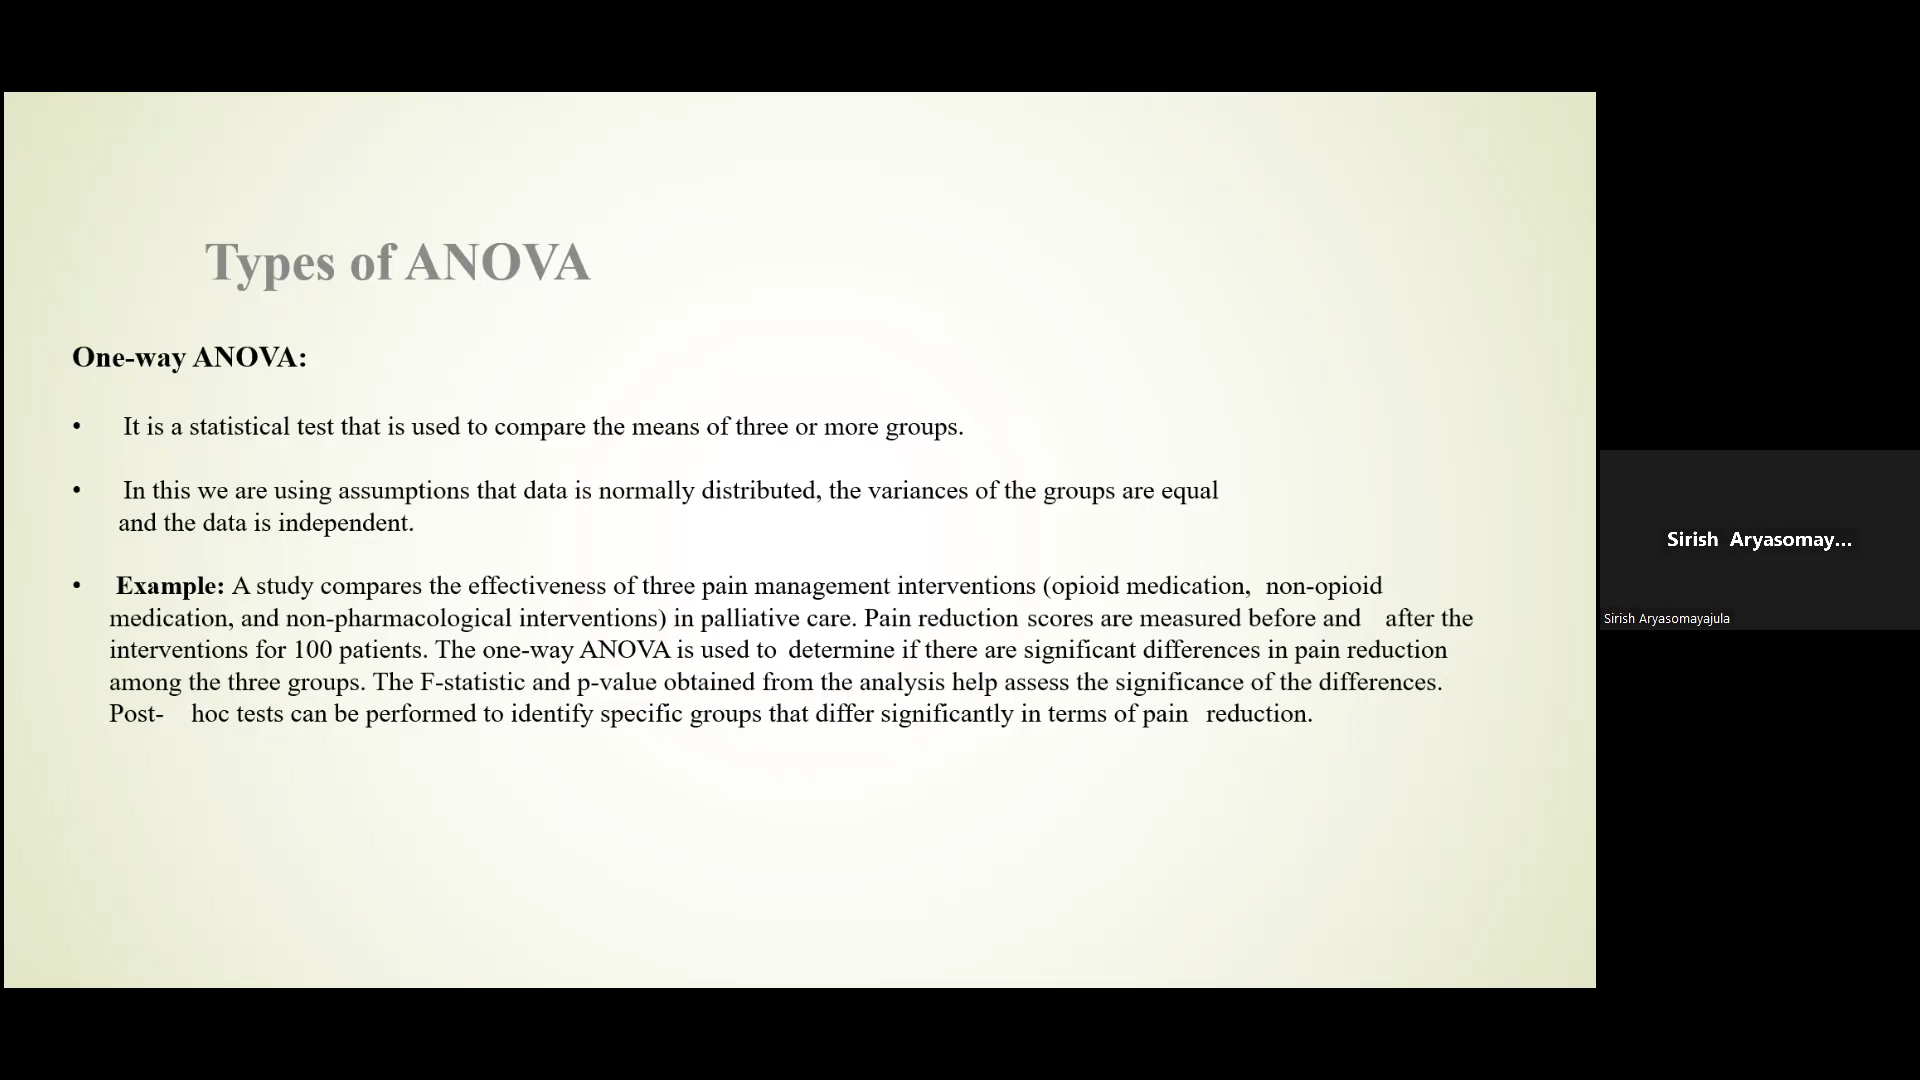 Types of ANOVA
One-way ANOVA:
• It is a statistical test that is used to compare the means of three or more groups.
• In this we are using assumptions that data is normally distributed, the variances of the groups are equal
and the data is independent.
• Example: A study compares the effectiveness of three pain management interventions (opioid medication, non-opioid
medication, and non-pharmacological interventions) in palliative care. Pain reduction scores are measured before and after the
interventions for 100 patients. The one-way ANOVA is used to determine if there are significant differences in pain reduction
among the three groups. The F-statistic and p-value obtained from the analysis help assess the significance of the differences.
Post- hoc tests can be performed to identify specific groups that differ significantly in terms of pain reduction.
Sirish Aryasomay...
Sirish Aryasomayajula